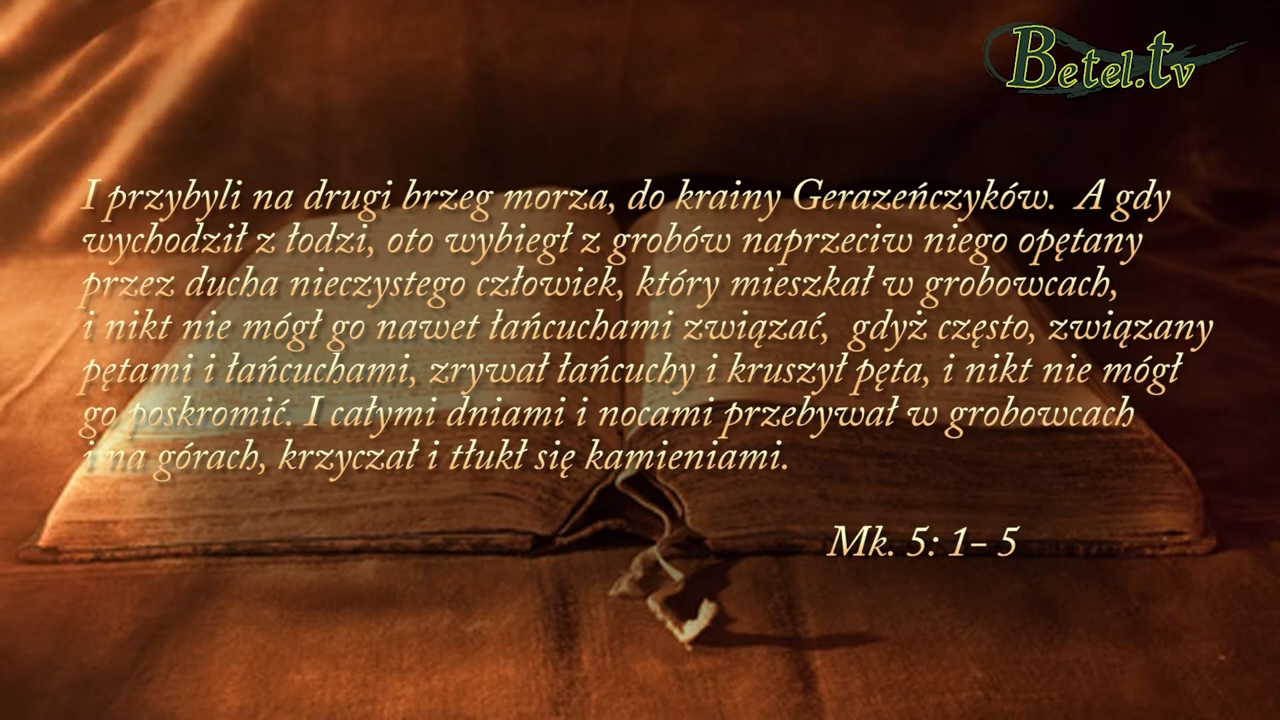 Betel.tv
I przybyli na drugi brzeg morza, do krainy Gerazeńczyków. A gdy
wychodził z łodzi, oto wybiegł z grobów naprzeciw niego opętany
przez ducha nieczystego człowiek, który mieszkał w grobowcach,
i nikt nie mógł go nawet łańcuchami związać, gdyż często, związany
pętami i łańcuchami, zrywał łańcuchy i kruszył pęta, i nikt nie mógł
go poskromić. I całymi dniami i nocami przebywał w grobowcach
i na górach, krzyczał i tłukł się kamieniami.
Mk. 5: 1- 5